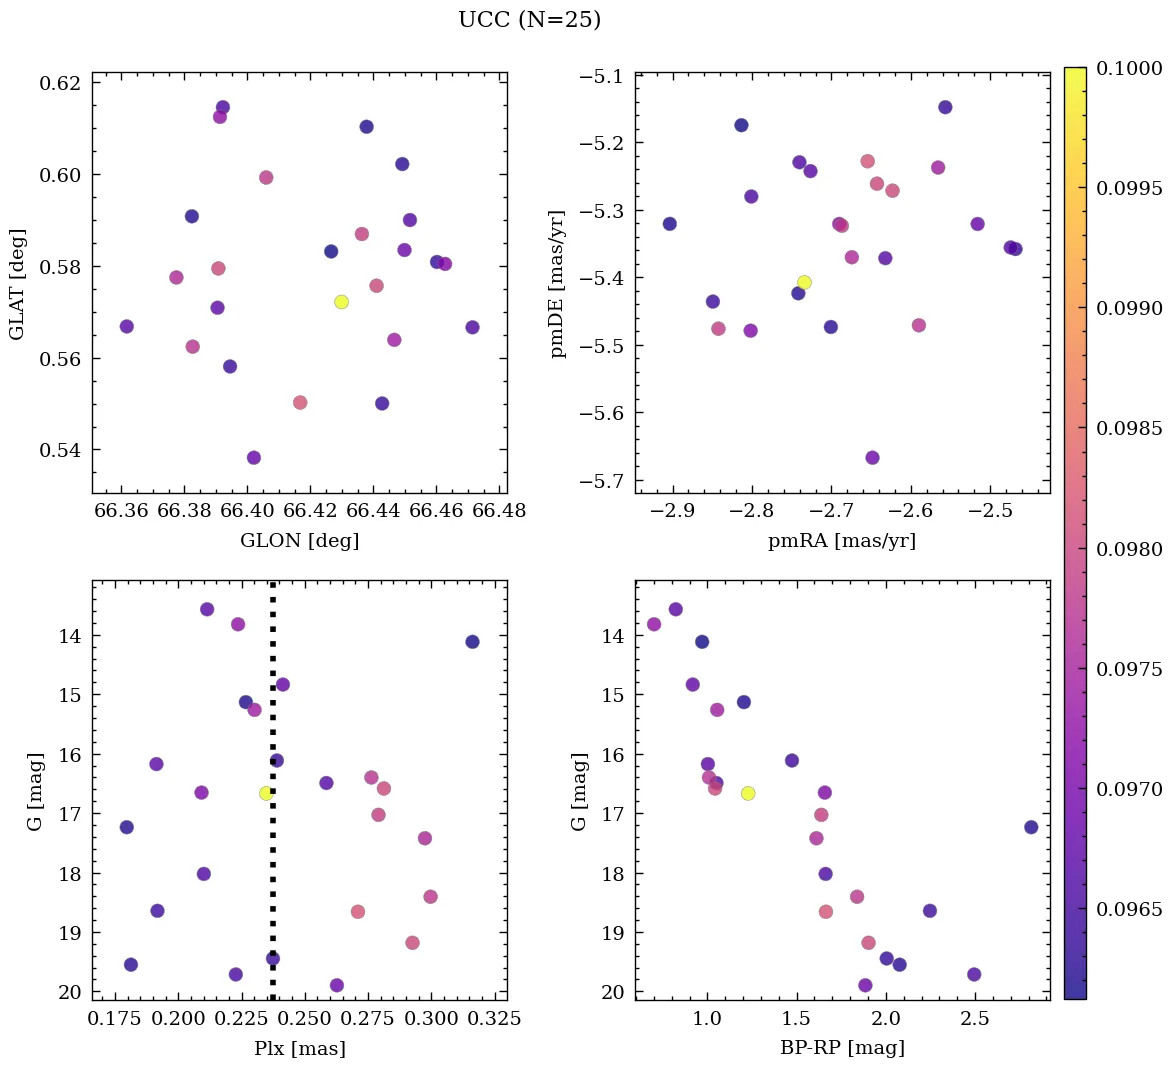 UCC (N=25)
0.62
0.60
0.58
0.56
0.54
GLAT [deg]
66.36 66.38 66.40 66.42 66.44 66.46 66.48
GLON [deg]
−5.1
−5.2
−5.3
−5.4
−5.5
−5.6
−5.7
pmDE [mas/yr]
−2.9 −2.8 −2.7 −2.6 −2.5
pmRA [mas/yr]
14
15
16
17
18
19
20
G [mag]
0.175 0.200 0.225 0.250 0.275 0.300 0.325
Plx [mas]
14
15
16
17
18
19
20
G [mag]
1.0 1.5 2.0 2.5
BP-RP [mag]
0.1000
0.0995
0.0990
0.0985
0.0980
0.0975
0.0970
0.0965